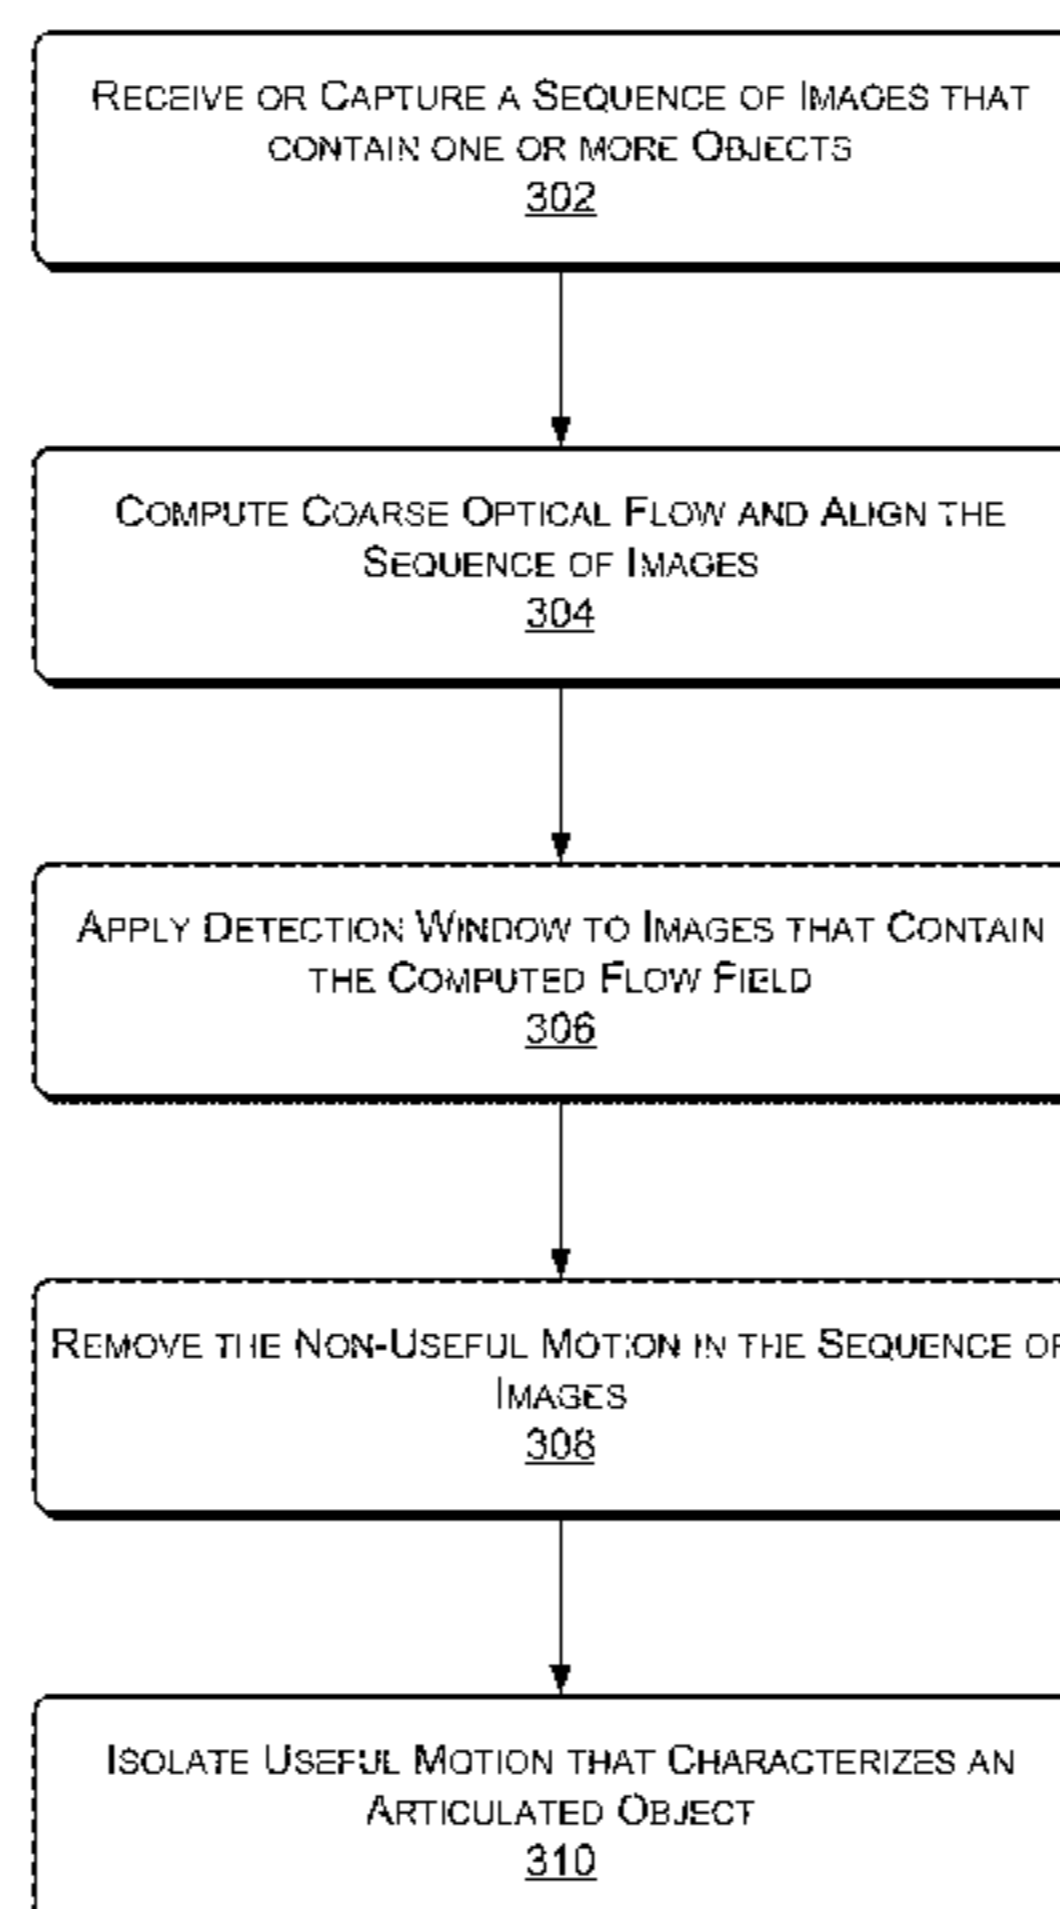 RECEIVE OR CAPTURE A SEQUENCE OF IMAGES THAT
CONTAIN ONE OR MORE OBJECTS
302
COMPUTE COARSE OPTICAL FLOW AND ALIGN THE
SEQUENCE OF IMAGES
304
APPLY DETECTION WINDOW TO IMAGES THAT CONTAIN
THE COMPUTED FLOW FIELD
306
REMOVE THE NON-USEFUL MOTION IN THE SEQUENCE OF
IMAGES
308
ISOLATE USEFUL MOTION THAT CHARACTERIZES AN
ARTICULATED OBJECT
310